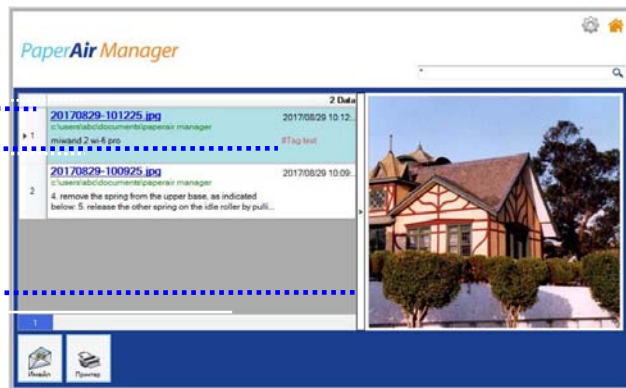 PaperAir Manager
*
2 Data
1
20170829-101225.jpg
2017/08/29 10:12:..
c:\users\abc\documents\paperair manager
miwand 2 wi-fi pro
#Tag test
2
20170829-100925.jpg
2017/08/29 10:09:..
c:\users\abc\documents\paperair manager
4. remove the spring from the upper base, as indicated
below: 5. release the other spring on the idle roller by pulli...
1
Имэйл
Принтер